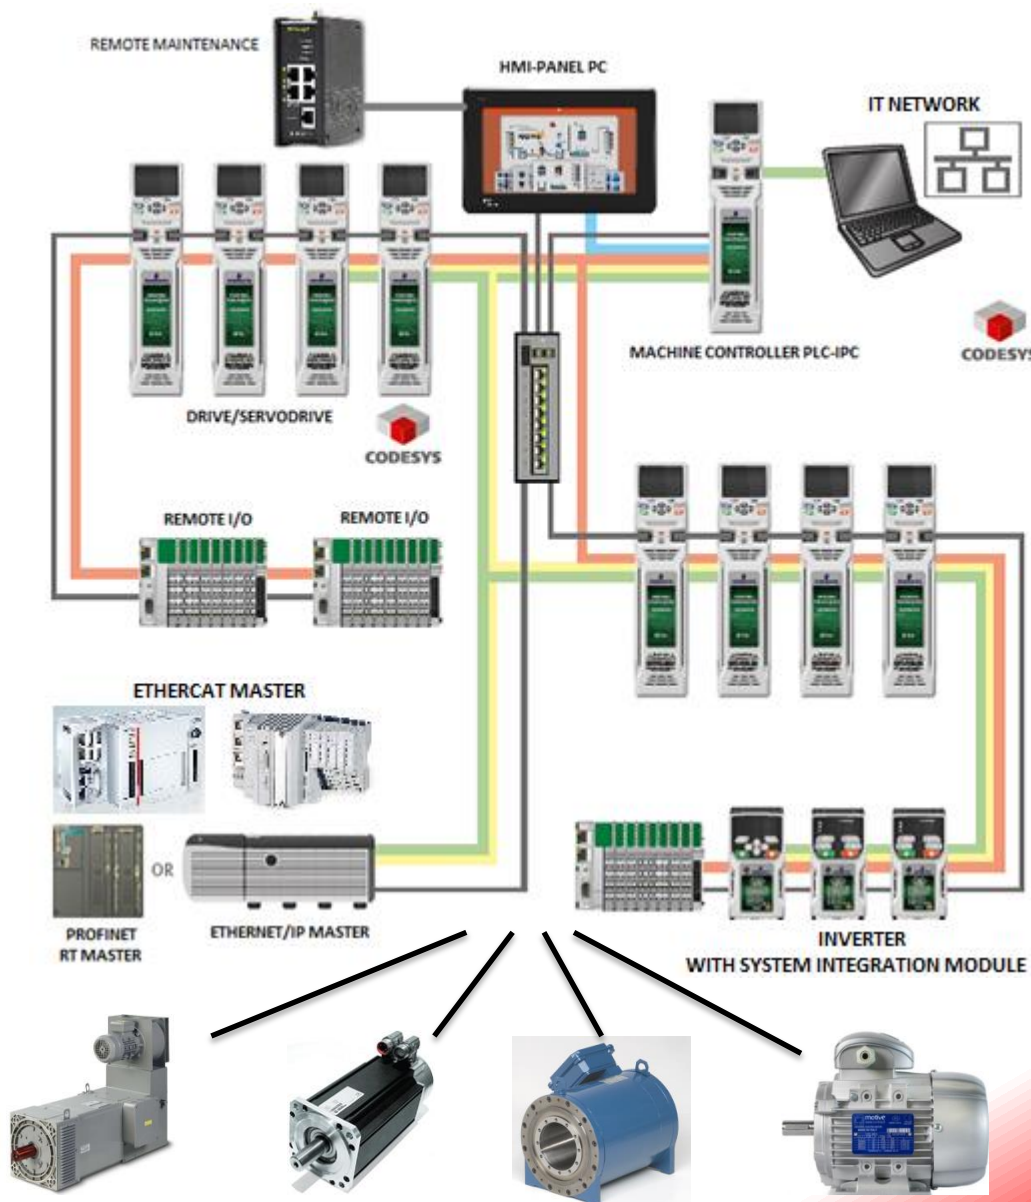 REMOTE MAINTENANCE
HMI-PANEL PC
IT NETWORK
MACHINE CONTROLLER PLC-IPC
CODESYS
DRIVE/SERVODRIVE
CODESYS
REMOTE I/O
REMOTE I/O
ETHERCAT MASTER
OR
PROFINET
RT MASTER
ETHERNET/IP MASTER
INVERTER
WITH SYSTEM INTEGRATION MODULE
motive